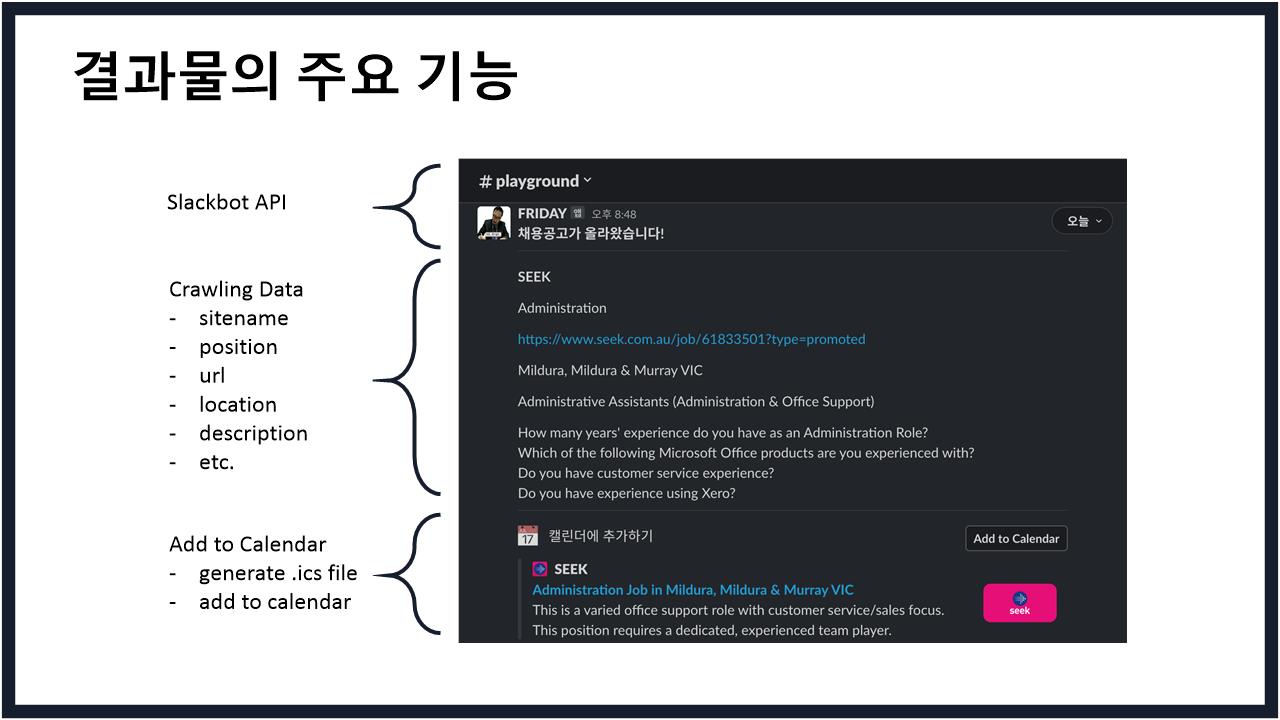 결과물의 주요 기능
Slackbot API
Crawling Data
- sitename
- position
- url
- location
- description
- etc.
Add to Calendar
- generate .ics file
- add to calendar
# playground
FRIDAY 앱 오후 8:48
채용공고가 올라왔습니다!
오늘
SEEK
Administration
https://www.seek.com.au/job/61833501?type=promoted
Mildura, Mildura & Murray VIC
Administrative Assistants (Administration & Office Support)
How many years' experience do you have as an Administration Role?
Which of the following Microsoft Office products are you experienced with?
Do you have customer service experience?
Do you have experience using Xero?
17 캘린더에 추가하기
Add to Calendar
SEEK
Administration Job in Mildura, Mildura & Murray VIC
This is a varied office support role with customer service/sales focus.
This position requires a dedicated, experienced team player.
seek